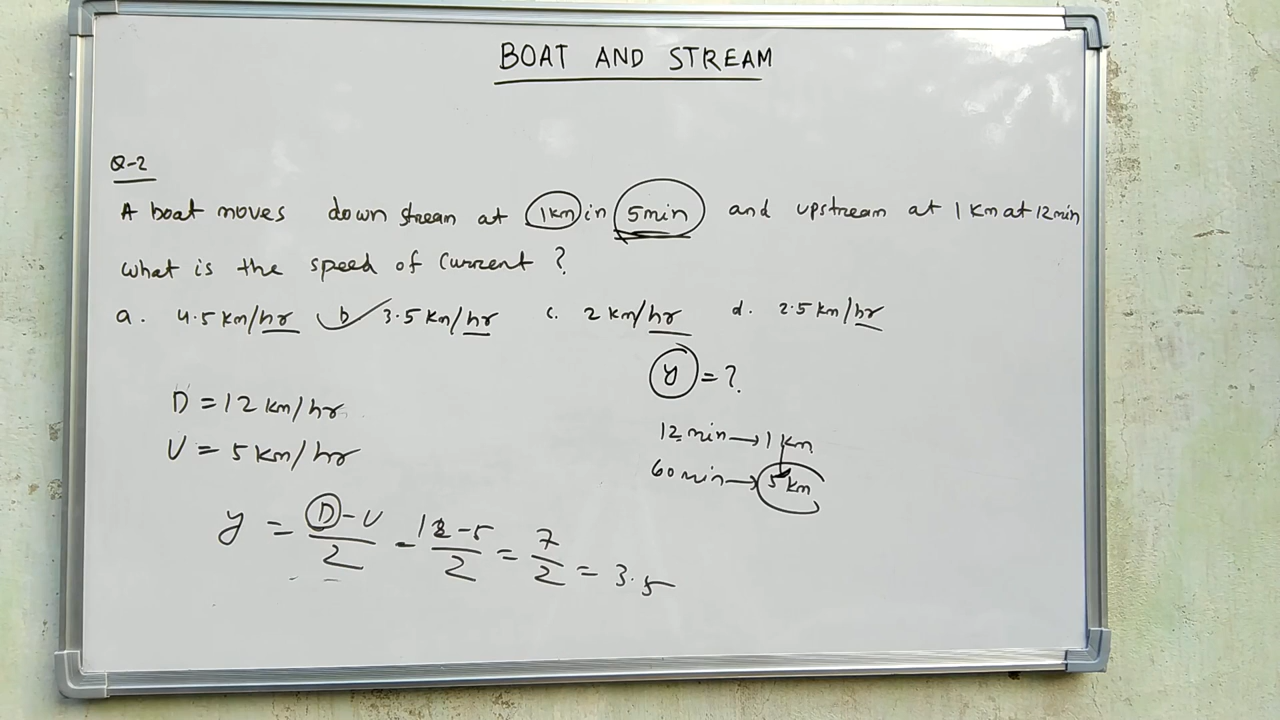 BOAT AND STREAM
Q-2
A boat moves down stream at 1km in 5min and upstream at 1 km at 12min
what is the speed of current ?
a. 4.5 km/hr b 3.5 km/hr c. 2 km/hr d. 2.5 km/hr
y = ?
D = 12 km/hr
U = 5 km/hr
12 min → 1 km
60 min → 5 km
y = D-U/2 = 12-5/2 = 7/2 = 3.5